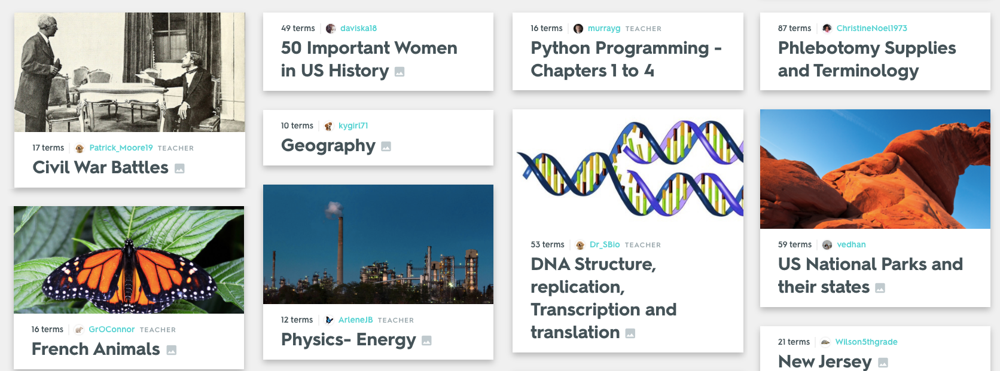 17 terms Patrick_Moore19 TEACHER
Civil War Battles
16 terms GrOConnor TEACHER
French Animals
49 terms daviska18
50 Important Women
in US History
10 terms kygirl71
Geography
12 terms ArleneJB TEACHER
Physics- Energy
16 terms murrayg TEACHER
Python Programming -
Chapters 1 to 4
53 terms Dr_SBio TEACHER
DNA Structure,
replication,
Transcription and
translation
87 terms ChristineNoel1973
Phlebotomy Supplies
and Terminology
59 terms vedhan
US National Parks and
their states
21 terms Wilson5thgrade
New Jersey